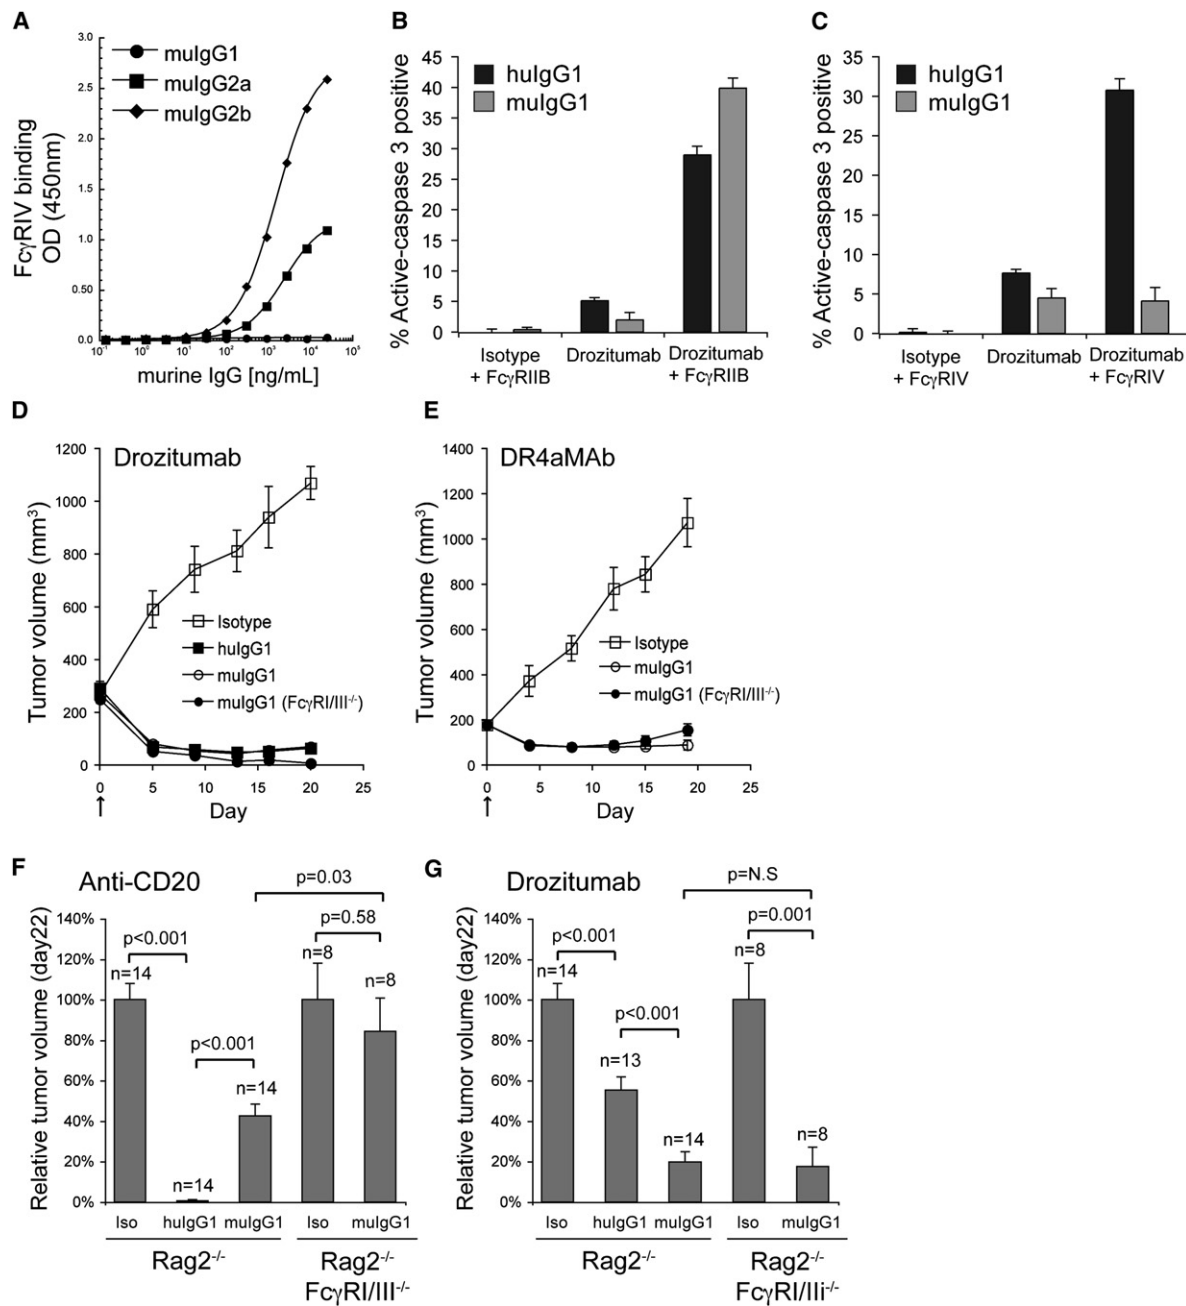 A
3.0
2.5
2.0
1.5
1.0
0.50
0.0
10⁻¹ 10⁰ 10¹ 10² 10³ 10⁴ 10⁵
FcγRIV binding
OD (450nm)
murine IgG [ng/mL]
muIgG1
muIgG2a
muIgG2b
B
45
40
35
30
25
20
15
10
5
0
% Active-caspase 3 positive
huIgG1
muIgG1
Isotype
+ FcγRIIB
Drozitumab
Drozitumab
+ FcγRIIB
C
35
30
25
20
15
10
5
0
% Active-caspase 3 positive
huIgG1
muIgG1
Isotype
+ FcγRIV
Drozitumab
Drozitumab
+ FcγRIV
D
Drozitumab
1200
1000
800
600
400
200
0
Tumor volume (mm³)
Isotype
huIgG1
muIgG1
muIgG1 (FcγRI/III⁻/⁻)
0 5 10 15 20 25
↑
Day
E
DR4aMAb
1400
1200
1000
800
600
400
200
0
Tumor volume (mm³)
Isotype
muIgG1
muIgG1 (FcγRI/III⁻/⁻)
0 5 10 15 20 25
↑
Day
F
Anti-CD20
p=0.03
p=0.58
p<0.001
p<0.001
140%
120%
100%
80%
60%
40%
20%
0%
Relative tumor volume (day22)
n=14
n=14
n=14
n=8
n=8
Iso huIgG1 muIgG1 Iso muIgG1
Rag2⁻/⁻
Rag2⁻/⁻
FcγRI/III⁻/⁻
G
Drozitumab
p=N.S
p=0.001
p<0.001
p<0.001
140%
120%
100%
80%
60%
40%
20%
0%
Relative tumor volume (day22)
n=14
n=13
n=14
n=8
n=8
Iso huIgG1 muIgG1 Iso muIgG1
Rag2⁻/⁻
Rag2⁻/⁻
FcγRI/IIi⁻/⁻